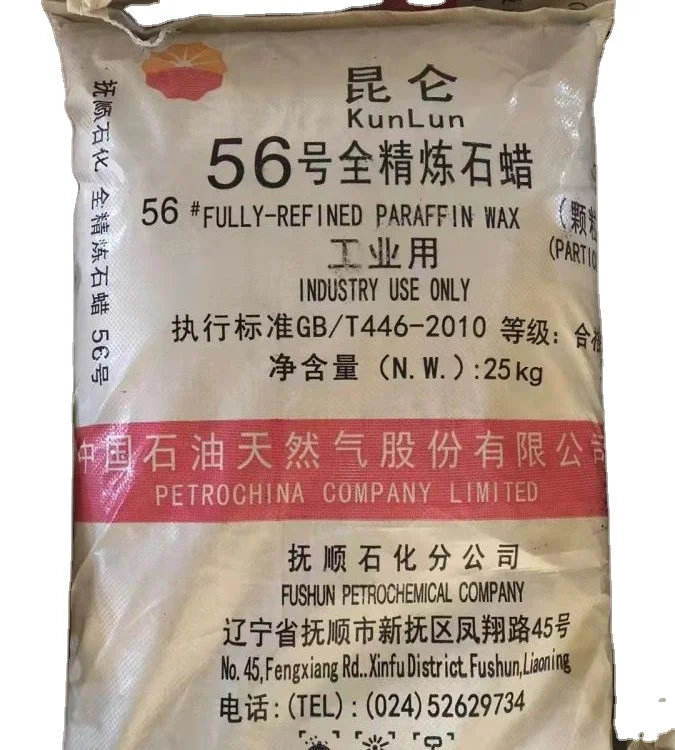 昆仑
KunLun
56号全精炼石蜡
56 #FULLY-REFINED PARAFFIN WAX
(颗粒
(PARTIC
工业用
INDUSTRY USE ONLY
执行标准GB/T446-2010 等级: 合格
净含量 (N.W.):25kg
抚顺石化 全精炼石蜡 56号
中国石油天然气股份有限公司
PETROCHINA COMPANY LIMITED
抚顺石化分公司
FUSHUN PETROCHEMICAL COMPANY
辽宁省抚顺市新抚区凤翔路45号
No.45,Fengxiang Rd..Xinfu District.Fushun,Liaoning
电话:(TEL):(024)52629734